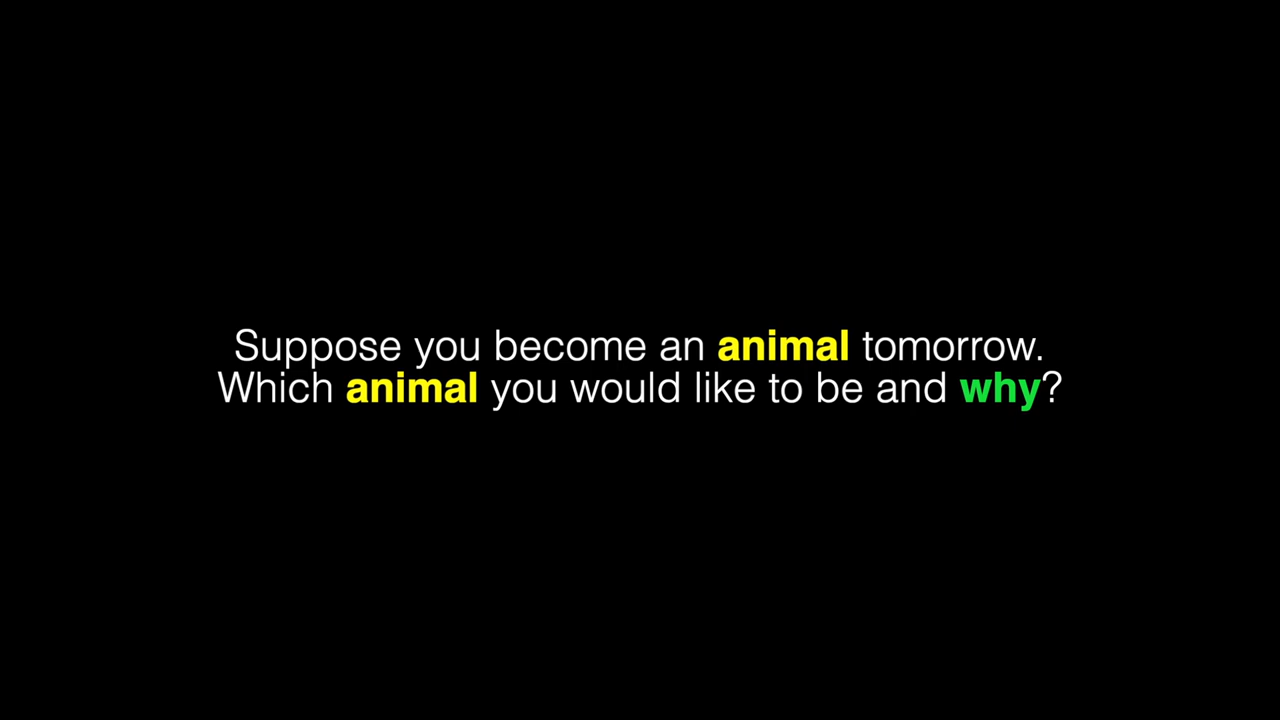 Suppose you become an animal tomorrow.
Which animal you would like to be and why?